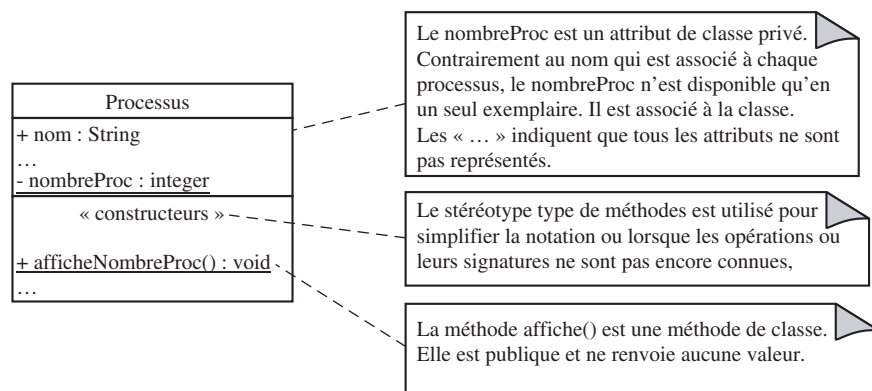 Processus
+ nom : String
…
- nombreProc : integer
« constructeurs »
+ afficheNombreProc() : void
…
Le nombreProc est un attribut de classe privé.
Contrairement au nom qui est associé à chaque
processus, le nombreProc n’est disponible qu’en
un seul exemplaire. Il est associé à la classe.
Les « … » indiquent que tous les attributs ne sont
pas représentés.
Le stéréotype type de méthodes est utilisé pour
simplifier la notation ou lorsque les opérations ou
leurs signatures ne sont pas encore connues,
La méthode affiche() est une méthode de classe.
Elle est publique et ne renvoie aucune valeur.